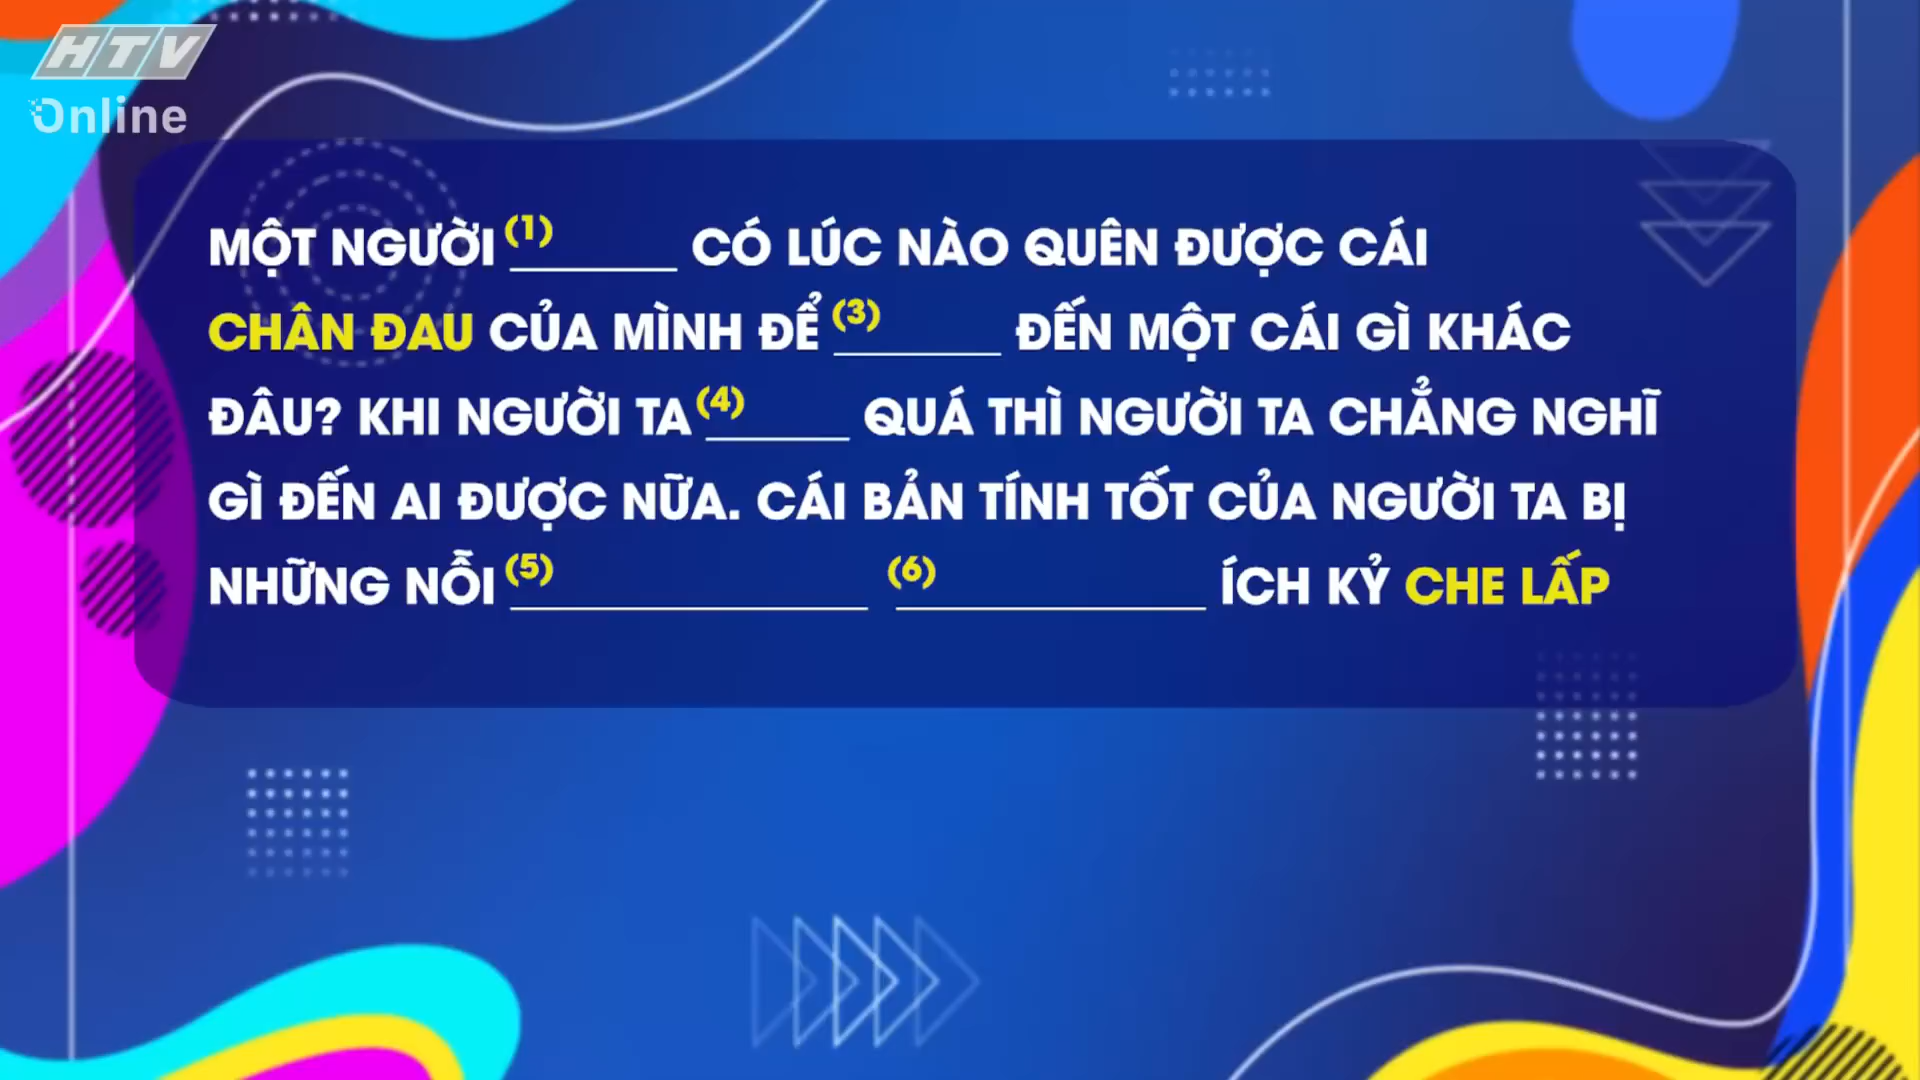 HTV
Online
MỘT NGƯỜI (1)______ CÓ LÚC NÀO QUÊN ĐƯỢC CÁI
CHÂN ĐAU CỦA MÌNH ĐỂ (3)______ ĐẾN MỘT CÁI GÌ KHÁC
ĐÂU? KHI NGƯỜI TA (4)______ QUÁ THÌ NGƯỜI TA CHẲNG NGHĨ
GÌ ĐẾN AI ĐƯỢC NỮA. CÁI BẢN TÍNH TỐT CỦA NGƯỜI TA BỊ
NHỮNG NỖI (5)____________ (6)__________ ÍCH KỶ CHE LẤP